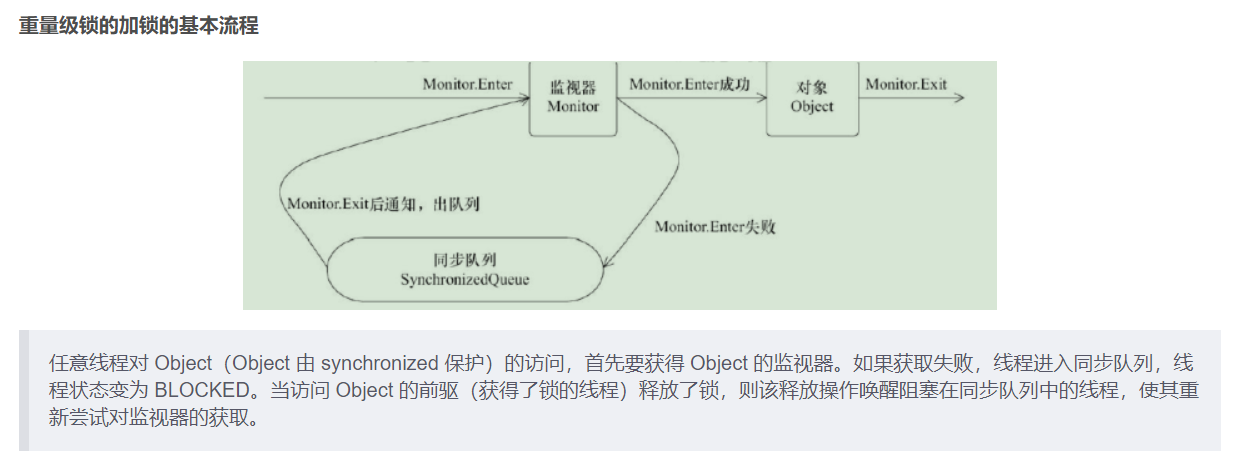 重量级锁的加锁的基本流程
Monitor.Enter
监视器
Monitor
Monitor.Enter成功
对象
Object
Monitor.Exit
Monitor.Exit后通知，出队列
Monitor.Enter失败
同步队列
SynchronizedQueue
任意线程对 Object（Object 由 synchronized 保护）的访问，首先要获得 Object 的监视器。如果获取失败，线程进入同步队列，线
程状态变为 BLOCKED。当访问 Object 的前驱（获得了锁的线程）释放了锁，则该释放操作唤醒阻塞在同步队列中的线程，使其重
新尝试对监视器的获取。